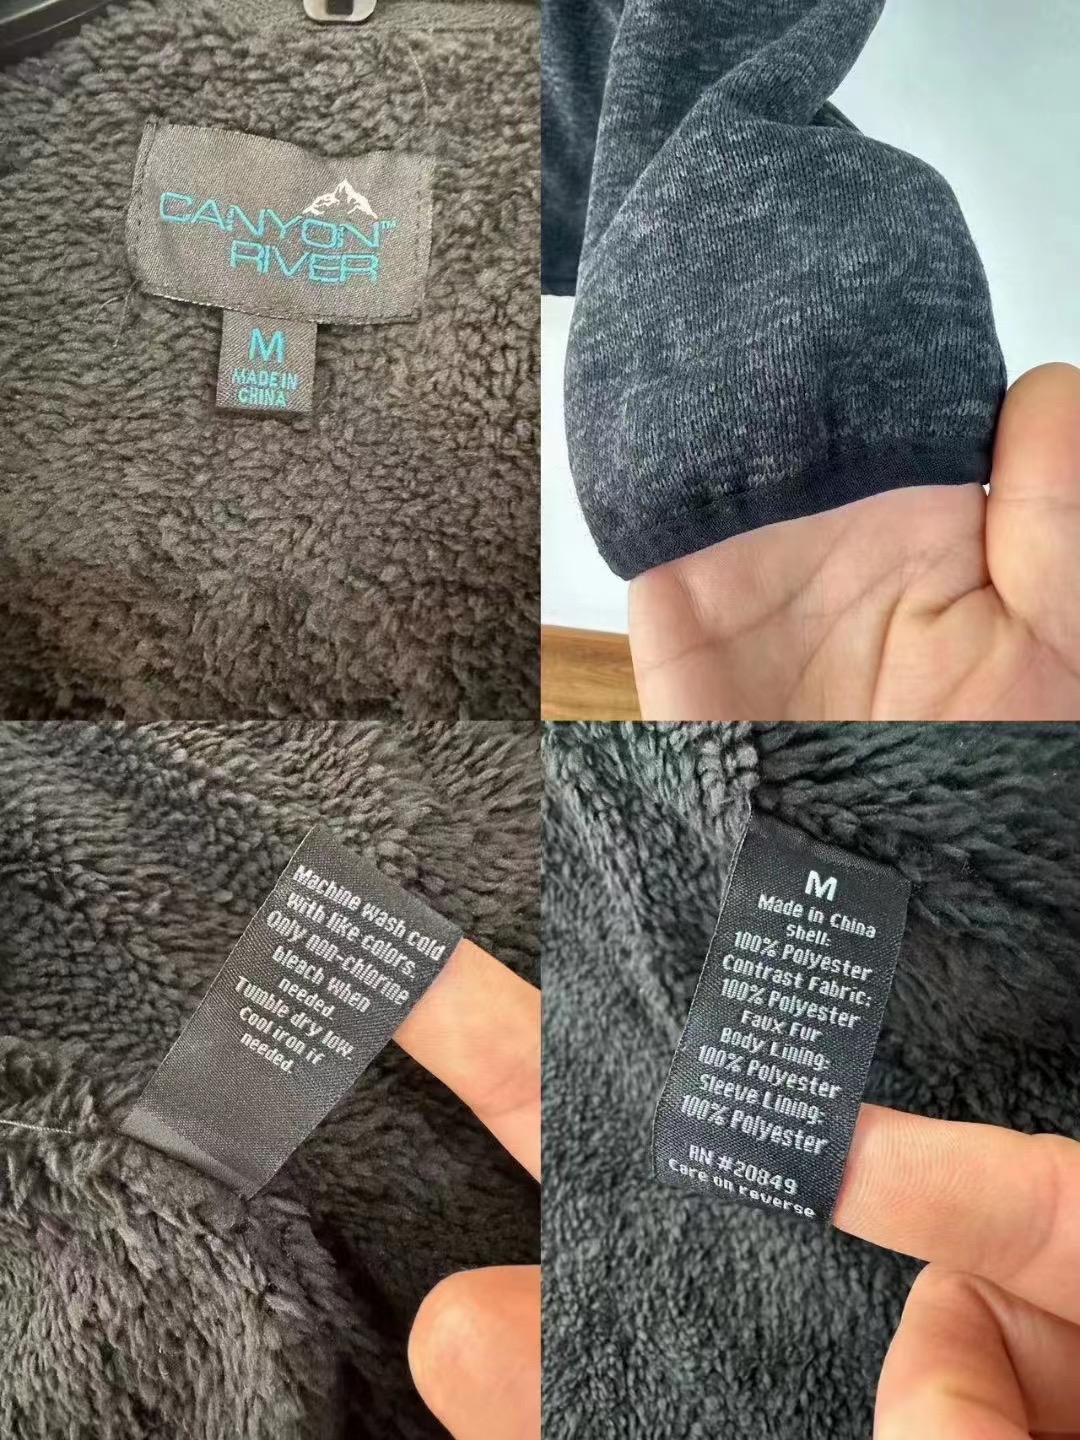 CANYON™
RIVER
M
MADE IN
CHINA
Machine wash cold
with like colors.
Only non-chlorine
bleach when
needed.
Tumble dry low.
Cool iron if
needed.
M
Made in China
Shell:
100% Polyester
Contrast Fabric:
100% Polyester
Faux Fur
Body Lining:
100% Polyester
Sleeve Lining:
100% Polyester
RN #20849
Care on reverse